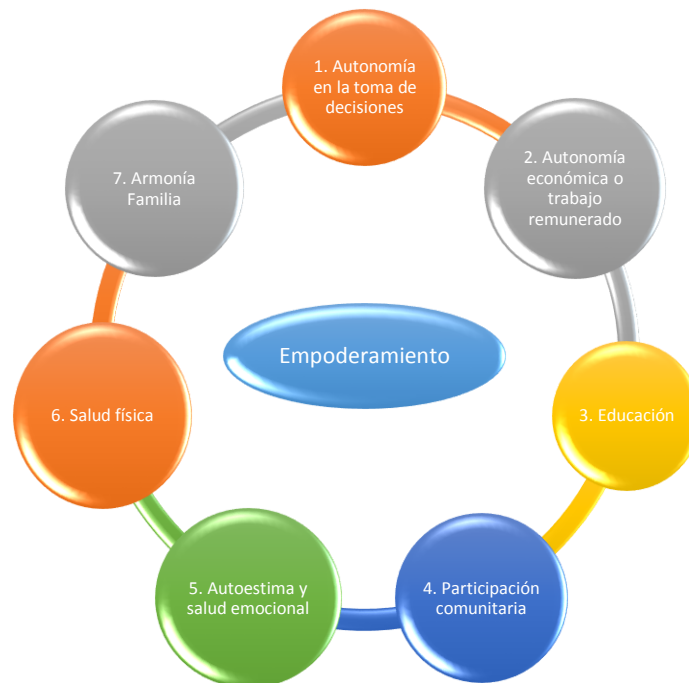 1. Autonomía
en la toma de
decisiones
2. Autonomía
económica o
trabajo
remunerado
3. Educación
4. Participación
comunitaria
5. Autoestima y
salud emocional
6. Salud física
7. Armonía
Familia
Empoderamiento